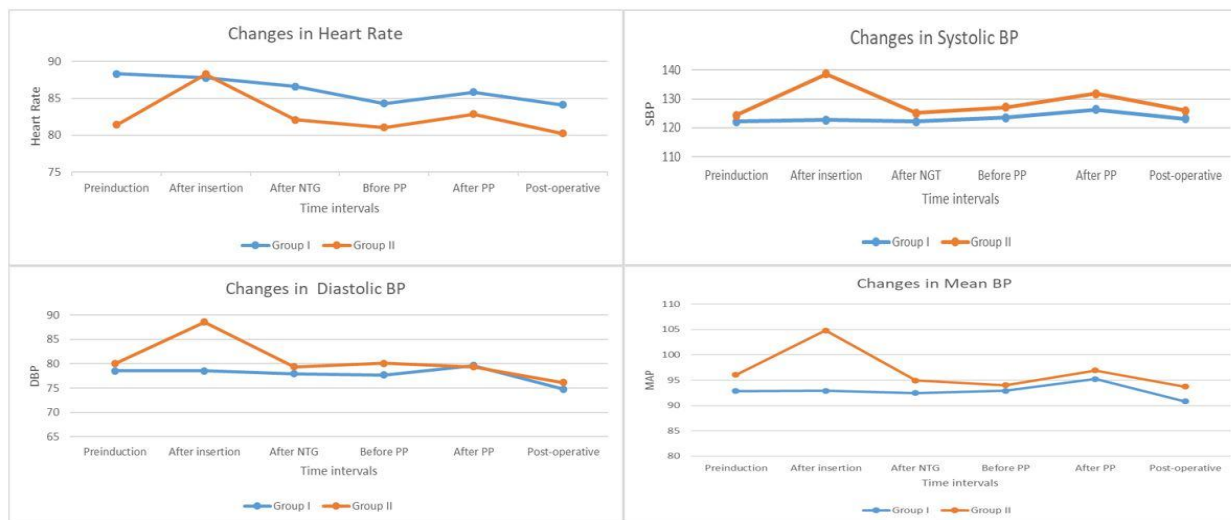 Changes in Heart Rate
90
85
80
75
Heart Rate
Preinduction After insertion After NTG Bfore PP After PP Post-operative
Time intervals
Group I Group II
Changes in Systolic BP
140
130
120
110
SBP
Preinduction After insertion After NGT Before PP After PP Post-operative
Time intervals
Group I Group II
Changes in Diastolic BP
90
85
80
75
70
65
DBP
Preinduction After insertion After NTG Before PP After PP Post-operative
Time intervals
Group I Group II
Changes in Mean BP
110
105
100
95
90
85
80
MAP
Preinduction After insertion After NTG Before PP After PP Post-operative
Time intervals
Group I Group II